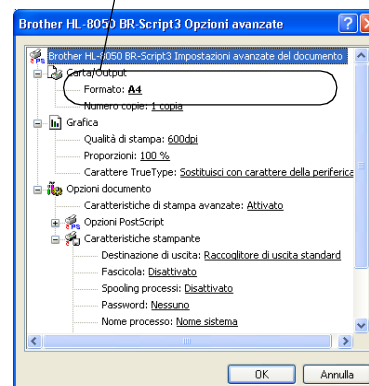 Brother HL-8050 BR-Script3 Opzioni avanzate
Brother HL-8050 BR-Script3 Impostazioni avanzate del documento
Carta/Output
Formato: A4
Numero copie: 1 copia
Grafica
Qualità di stampa: 600dpi
Proporzioni: 100 %
Carattere TrueType: Sostituisci con carattere della periferica
Opzioni documento
Caratteristiche di stampa avanzate: Attivato
Opzioni PostScript
Caratteristiche stampante
Destinazione di uscita: Raccoglitore di uscita standard
Fascicola: Disattivato
Spooling processi: Disattivato
Password: Nessuno
Nome processo: Nome sistema
OK
Annulla